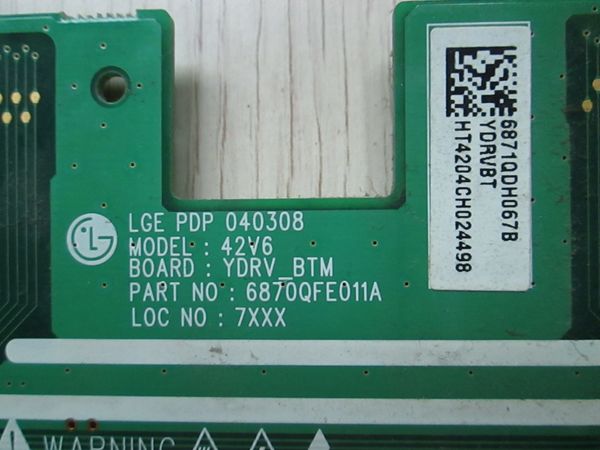 LGE PDP 040308
MODEL : 42V6
BOARD : YDRV_BTM
PART NO : 6870QFE011A
LOC NO : 7XXX
6871QDH067B
YDRVBT
HT4204CH024498
LG
WARNING